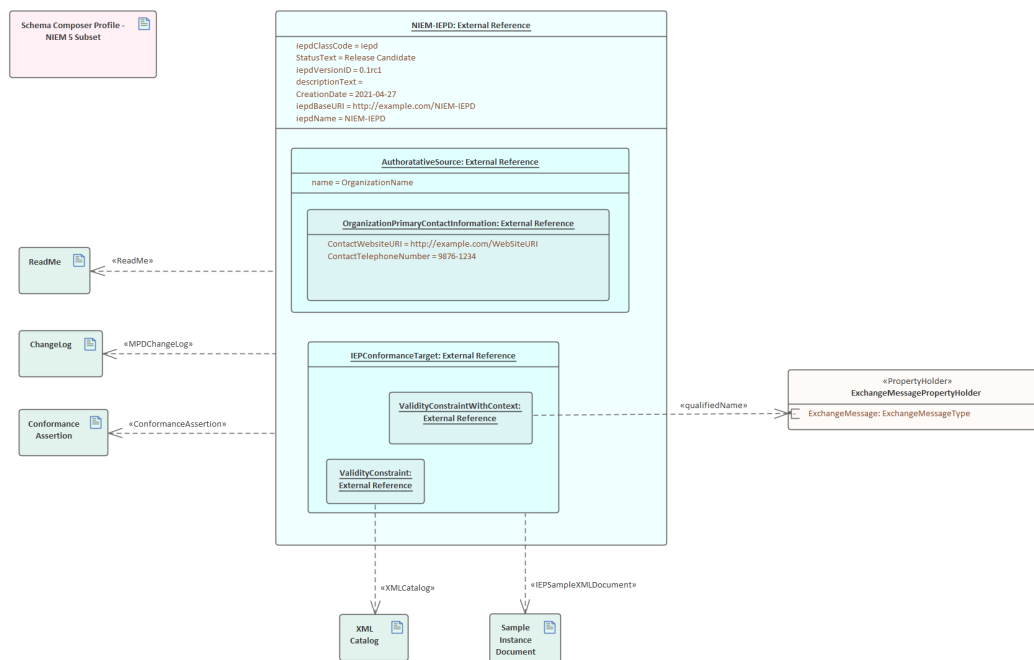 Schema Composer Profile -
NIEM 5 Subset
NIEM-IEPD: External Reference
iepdClassCode = iepd
StatusText = Release Candidate
iepdVersionID = 0.1rc1
descriptionText =
CreationDate = 2021-04-27
iepdBaseURI = http://example.com/NIEM-IEPD
iepdName = NIEM-IEPD
AuthoratativeSource: External Reference
name = OrganizationName
OrganizationPrimaryContactInformation: External Reference
ContactWebsiteURI = http://example.com/WebSiteURI
ContactTelephoneNumber = 9876-1234
ReadMe
«ReadMe»
ChangeLog
«MPDChangeLog»
IEPConformanceTarget: External Reference
Conformance
Assertion
«ConformanceAssertion»
ValidityConstraintWithContext:
External Reference
«qualifiedName»
«PropertyHolder»
ExchangeMessagePropertyHolder
ExchangeMessage: ExchangeMessageType
ValidityConstraint:
External Reference
«XMLCatalog»
«IEPSampleXMLDocument»
XML
Catalog
Sample
Instance
Document